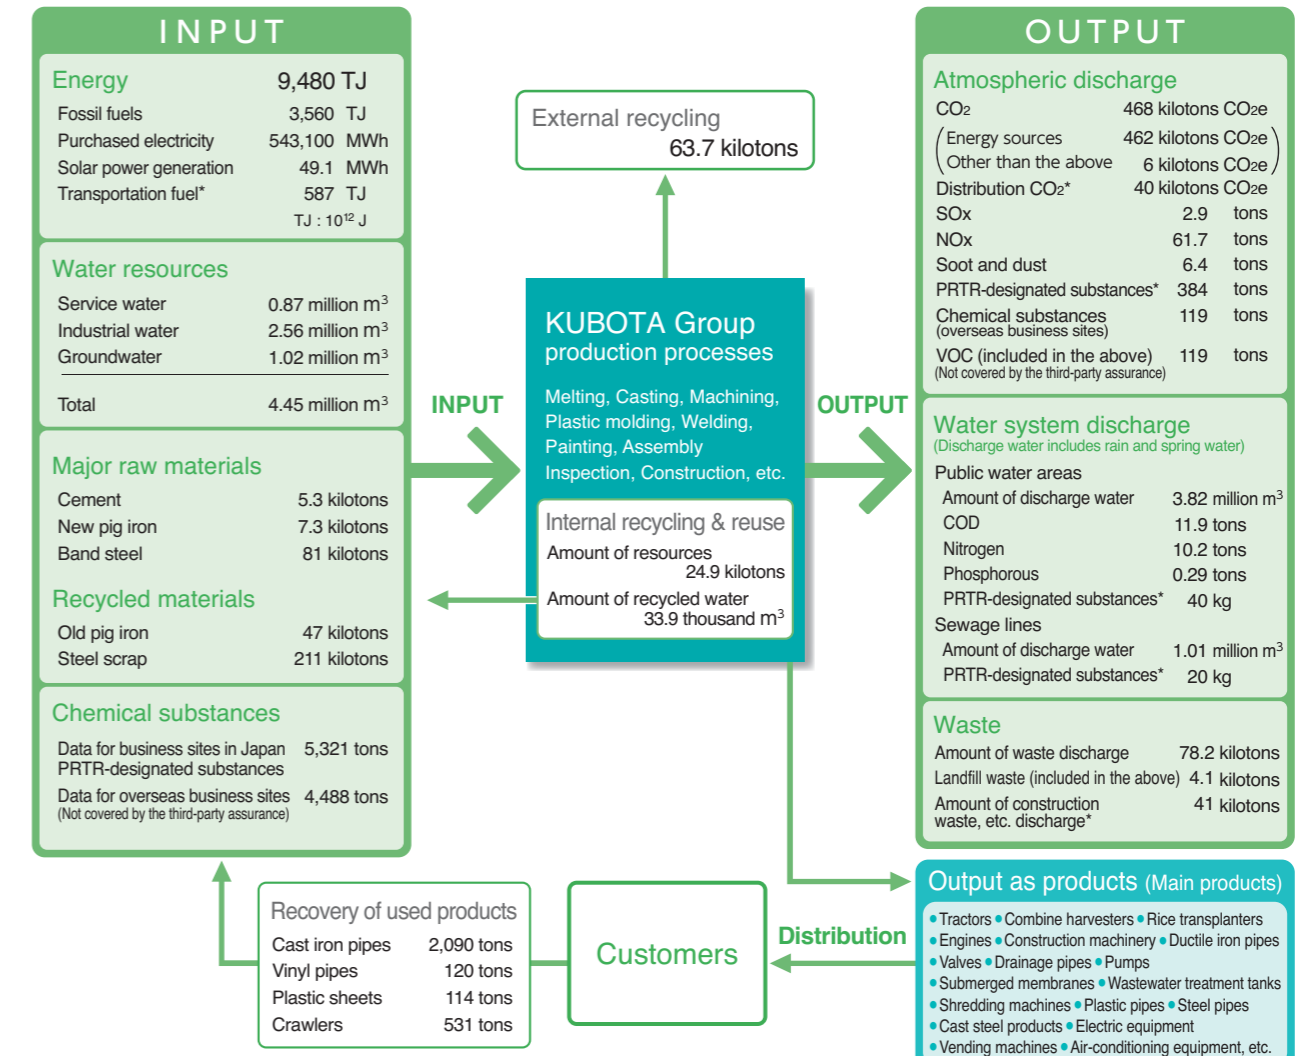 INPUT
Energy 9,480 TJ
Fossil fuels 3,560 TJ
Purchased electricity 543,100 MWh
Solar power generation 49.1 MWh
Transportation fuel* 587 TJ
TJ : 10¹² J
Water resources
Service water 0.87 million m³
Industrial water 2.56 million m³
Groundwater 1.02 million m³
Total 4.45 million m³
Major raw materials
Cement 5.3 kilotons
New pig iron 7.3 kilotons
Band steel 81 kilotons
Recycled materials
Old pig iron 47 kilotons
Steel scrap 211 kilotons
Chemical substances
Data for business sites in Japan 5,321 tons
PRTR-designated substances
Data for overseas business sites 4,488 tons
(Not covered by the third-party assurance)
INPUT
External recycling
63.7 kilotons
KUBOTA Group
production processes
Melting, Casting, Machining,
Plastic molding, Welding,
Painting, Assembly
Inspection, Construction, etc.
Internal recycling & reuse
Amount of resources
24.9 kilotons
Amount of recycled water
33.9 thousand m³
OUTPUT
OUTPUT
Atmospheric discharge
CO₂ 468 kilotons CO₂e
(Energy sources 462 kilotons CO₂e
Other than the above 6 kilotons CO₂e)
Distribution CO₂* 40 kilotons CO₂e
SOx 2.9 tons
NOx 61.7 tons
Soot and dust 6.4 tons
PRTR-designated substances* 384 tons
Chemical substances 119 tons
(overseas business sites)
VOC (included in the above) 119 tons
(Not covered by the third-party assurance)
Water system discharge
(Discharge water includes rain and spring water)
Public water areas
Amount of discharge water 3.82 million m³
COD 11.9 tons
Nitrogen 10.2 tons
Phosphorous 0.29 tons
PRTR-designated substances* 40 kg
Sewage lines
Amount of discharge water 1.01 million m³
PRTR-designated substances* 20 kg
Waste
Amount of waste discharge 78.2 kilotons
Landfill waste (included in the above) 4.1 kilotons
Amount of construction 41 kilotons
waste, etc. discharge*
Output as products (Main products)
• Tractors • Combine harvesters • Rice transplanters
• Engines • Construction machinery • Ductile iron pipes
• Valves • Drainage pipes • Pumps
• Submerged membranes • Wastewater treatment tanks
• Shredding machines • Plastic pipes • Steel pipes
• Cast steel products • Electric equipment
• Vending machines • Air-conditioning equipment, etc.
Distribution
Customers
Recovery of used products
Cast iron pipes 2,090 tons
Vinyl pipes 120 tons
Plastic sheets 114 tons
Crawlers 531 tons